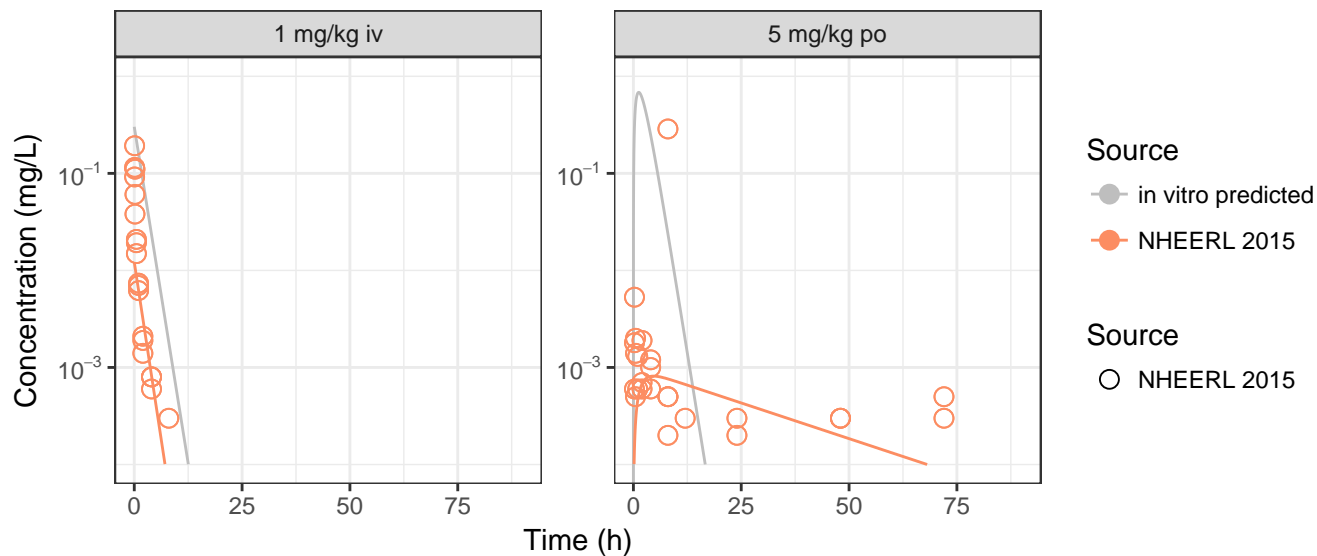 1 mg/kg iv
5 mg/kg po
Concentration (mg/L)
10⁻¹
10⁻³
10⁻¹
10⁻³
0 25 50 75
0 25 50 75
Time (h)
Source
in vitro predicted
NHEERL 2015
Source
NHEERL 2015